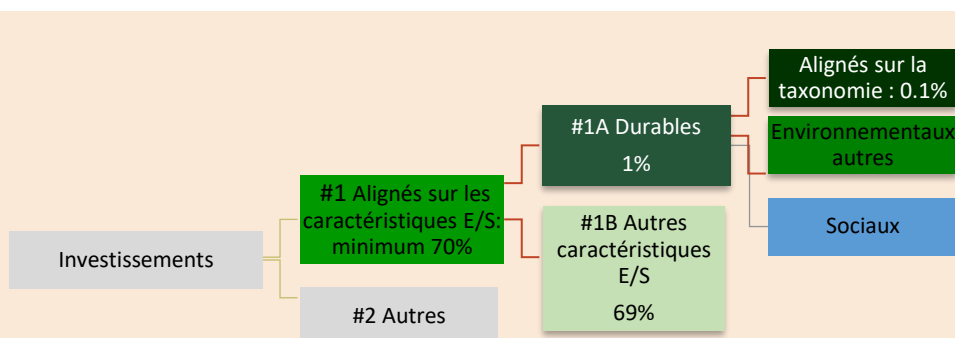 Investissements
#1 Alignés sur les
caractéristiques E/S:
minimum 70%
#2 Autres
#1A Durables
1%
#1B Autres
caractéristiques
E/S
69%
Alignés sur la
taxonomie : 0.1%
Environnementaux
autres
Sociaux